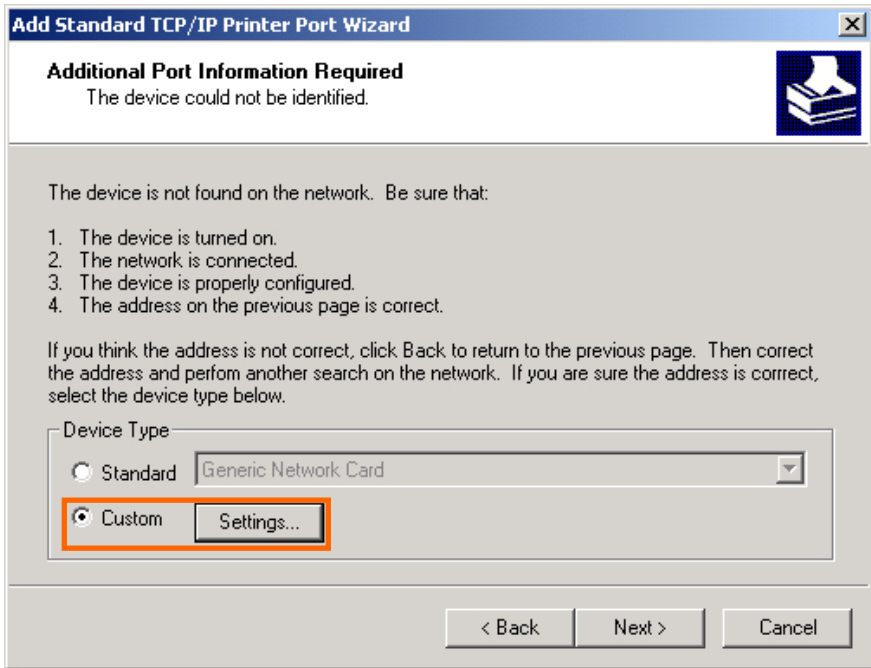 Add Standard TCP/IP Printer Port Wizard
Additional Port Information Required
The device could not be identified.
The device is not found on the network. Be sure that:
1. The device is turned on.
2. The network is connected.
3. The device is properly configured.
4. The address on the previous page is correct.
If you think the address is not correct, click Back to return to the previous page. Then correct
the address and perfom another search on the network. If you are sure the address is corrrect,
select the device type below.
Device Type
Standard Generic Network Card
Custom Settings...
< Back Next > Cancel